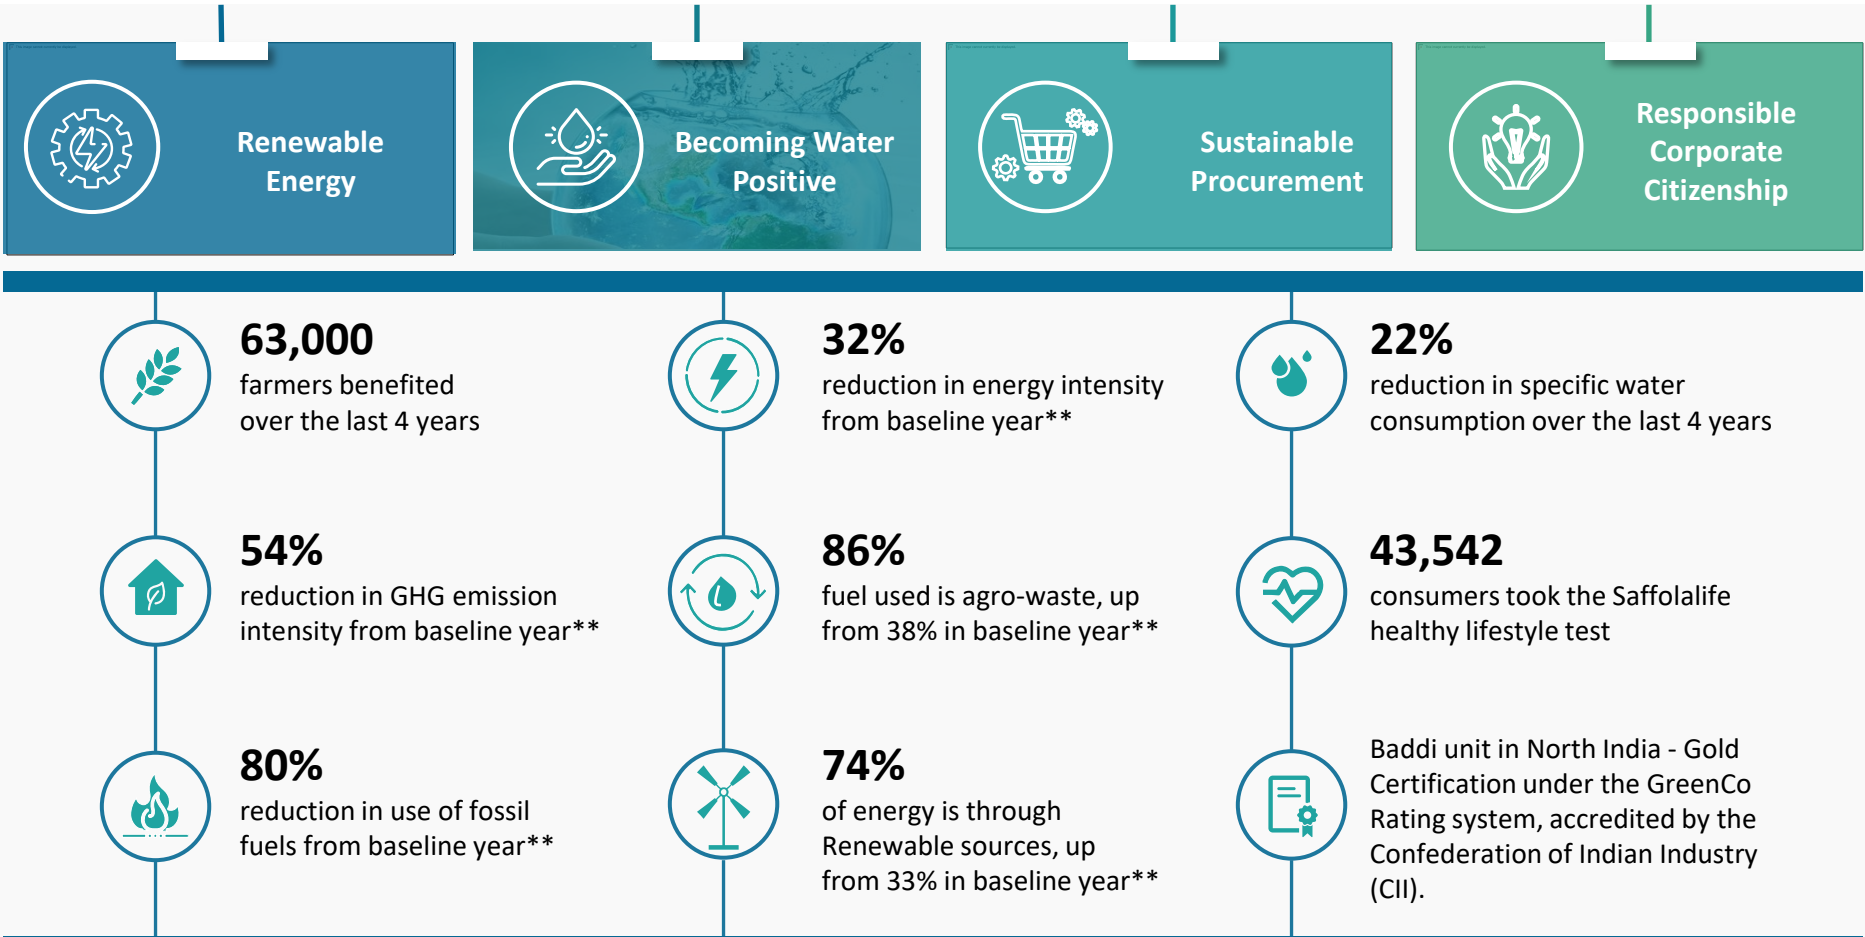 Renewable
Energy
Becoming Water
Positive
Sustainable
Procurement
Responsible
Corporate
Citizenship
63,000
farmers benefited
over the last 4 years
32%
reduction in energy intensity
from baseline year**
22%
reduction in specific water
consumption over the last 4 years
54%
reduction in GHG emission
intensity from baseline year**
86%
fuel used is agro-waste, up
from 38% in baseline year**
43,542
consumers took the Saffolalife
healthy lifestyle test
80%
reduction in use of fossil
fuels from baseline year**
74%
of energy is through
Renewable sources, up
from 33% in baseline year**
Baddi unit in North India - Gold
Certification under the GreenCo
Rating system, accredited by the
Confederation of Indian Industry
(CII).